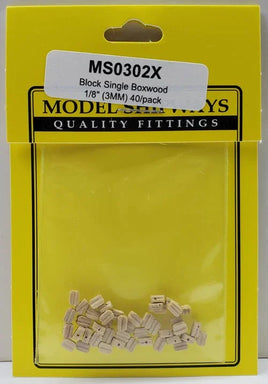 MS0302X
Block Single Boxwood
1/8" (3MM) 40/pack
MODEL SHIPWAYS
QUALITY FITTINGS